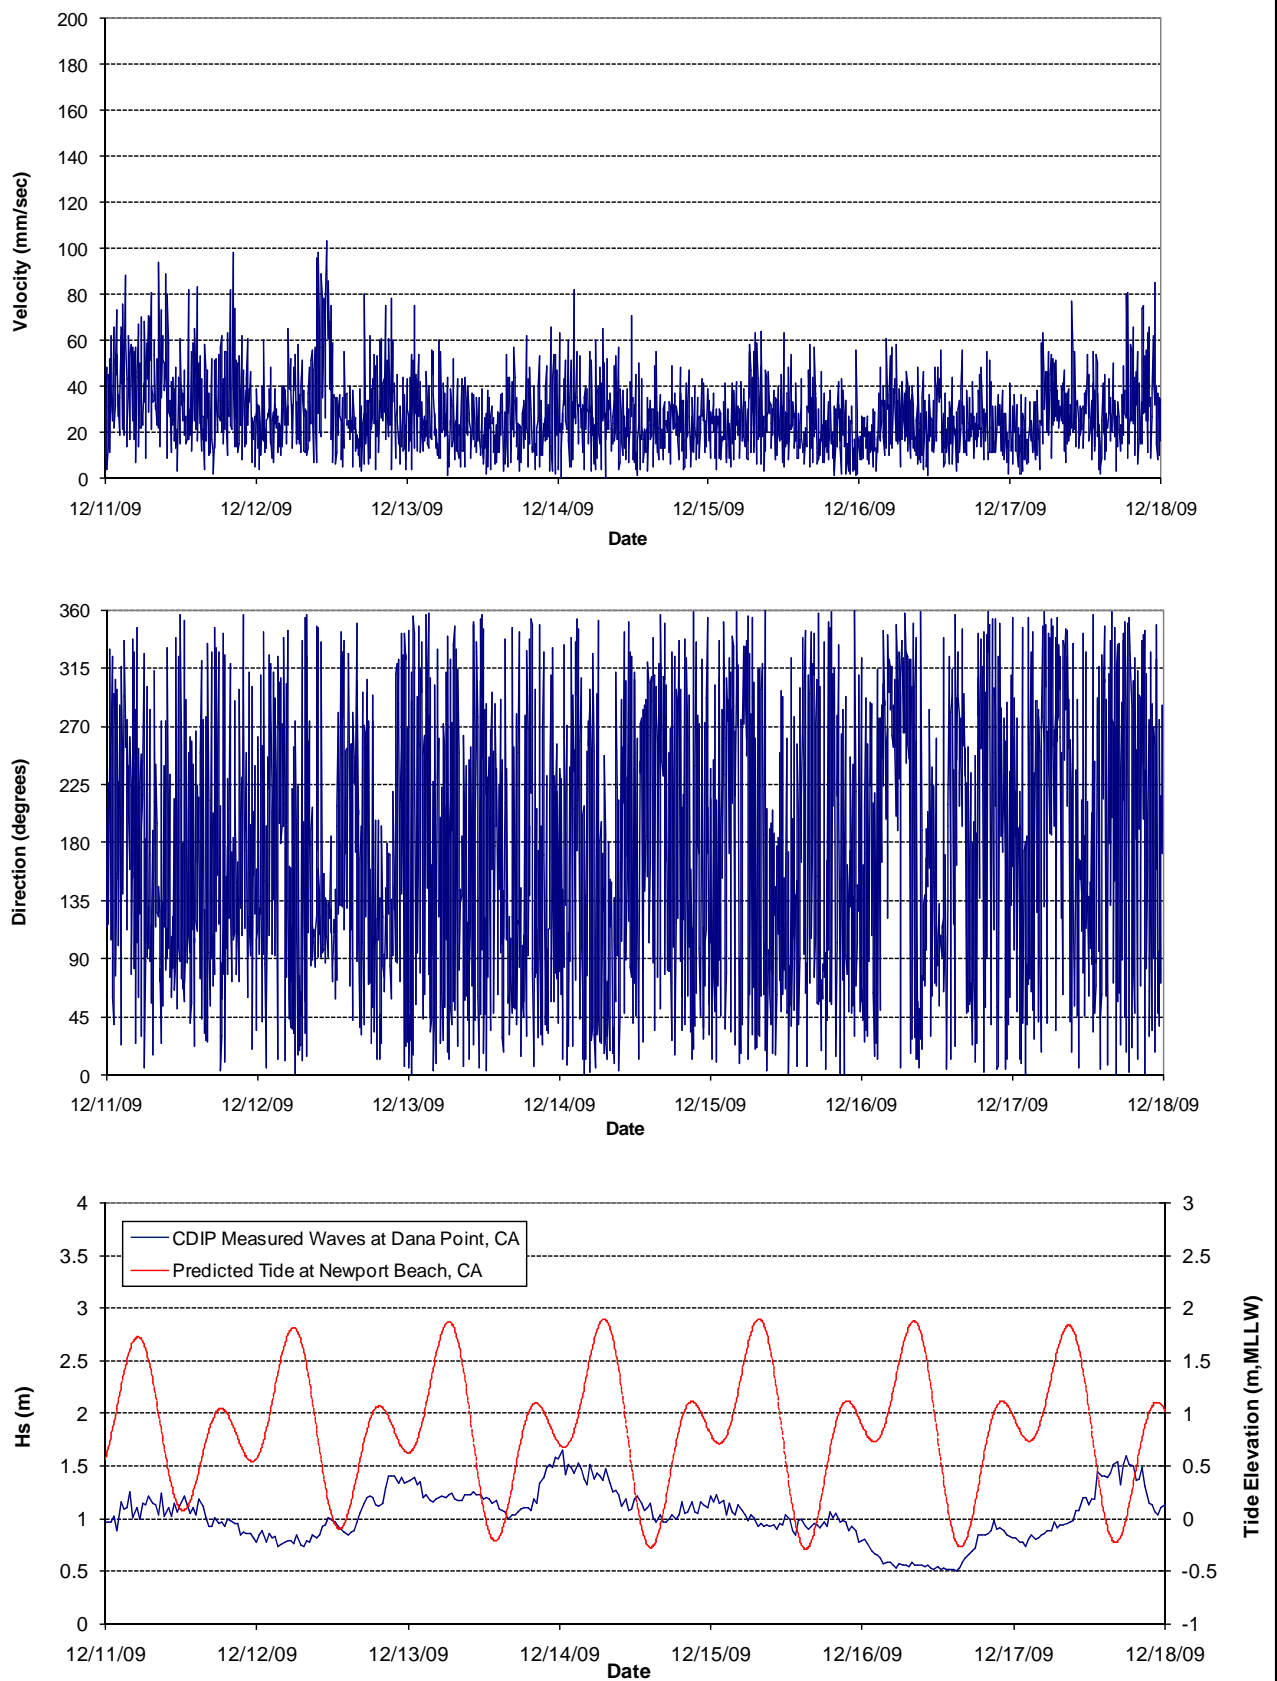 200
180
160
140
120
100
80
60
40
20
0
Velocity (mm/sec)
12/11/09 12/12/09 12/13/09 12/14/09 12/15/09 12/16/09 12/17/09 12/18/09
Date
360
315
270
225
180
135
90
45
0
Direction (degrees)
12/11/09 12/12/09 12/13/09 12/14/09 12/15/09 12/16/09 12/17/09 12/18/09
Date
4 3
3.5 2.5
3 2
2.5 1.5
2 1
1.5 0.5
1 0
0.5 -0.5
0 -1
Hs (m)
Tide Elevation (m,MLLW)
CDIP Measured Waves at Dana Point, CA
Predicted Tide at Newport Beach, CA
12/11/09 12/12/09 12/13/09 12/14/09 12/15/09 12/16/09 12/17/09 12/18/09
Date